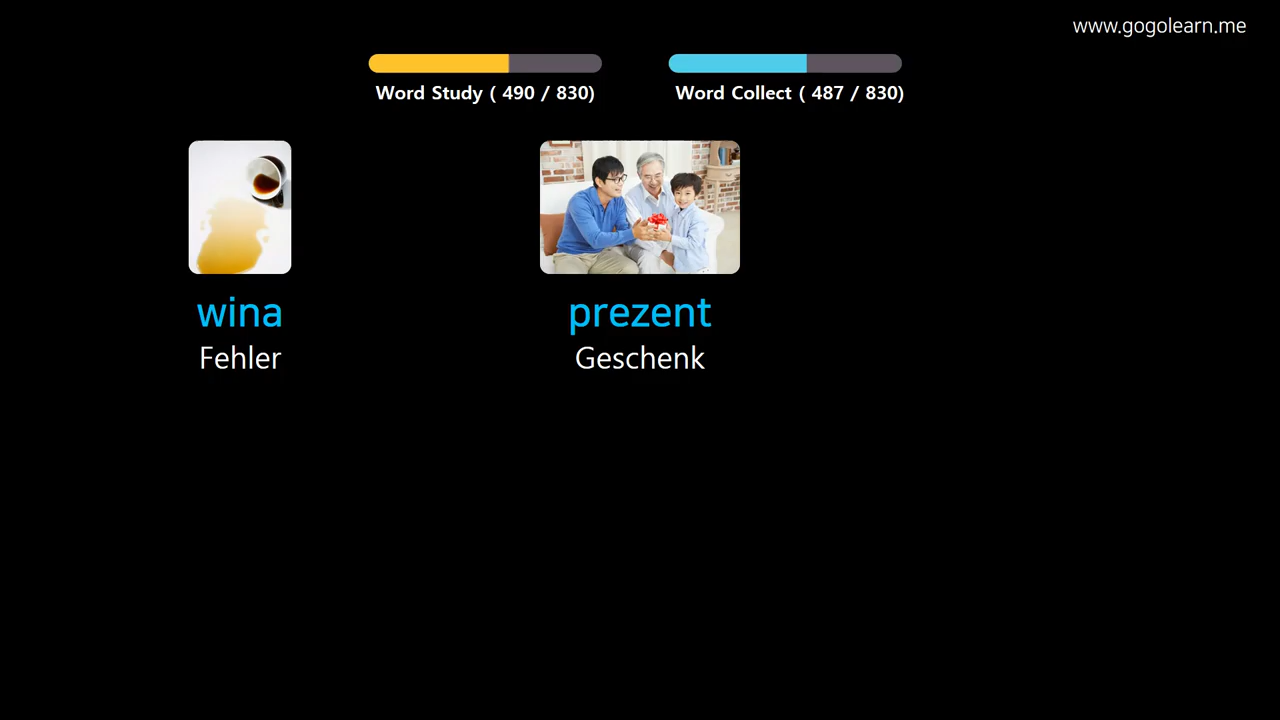 www.gogolearn.me
Word Study ( 490 / 830)
Word Collect ( 487 / 830)
wina
Fehler
prezent
Geschenk